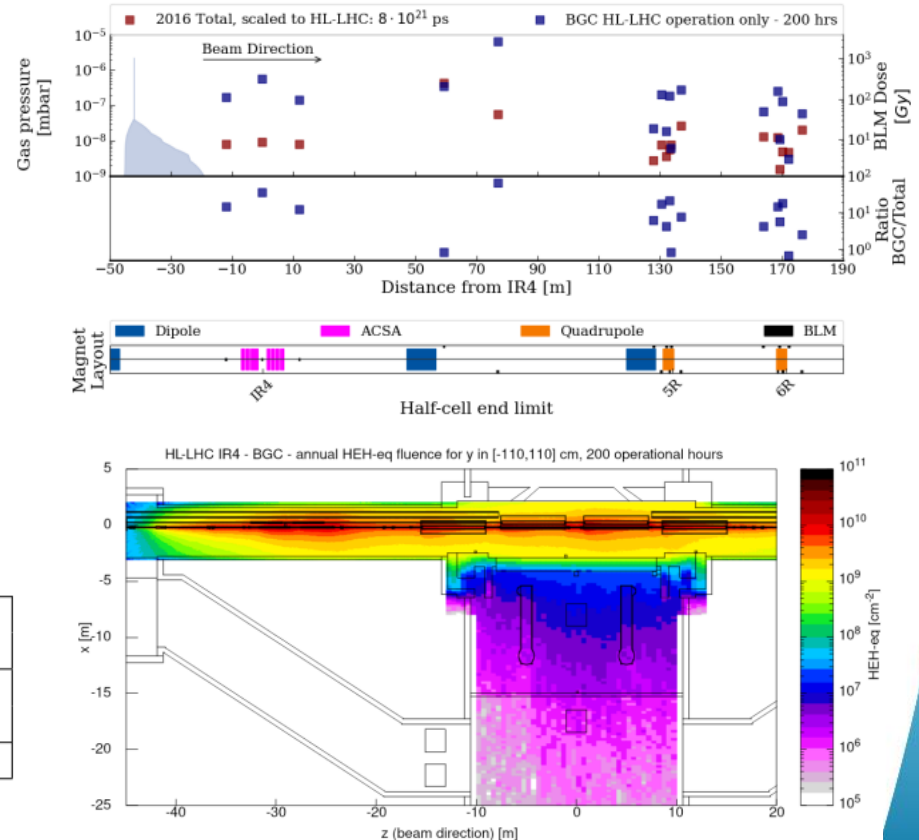 2016 Total, scaled to HL-LHC: 8 · 10²¹ ps
BGC HL-LHC operation only - 200 hrs
Beam Direction
Gas pressure
[mbar]
10⁻⁵
10⁻⁶
10⁻⁷
10⁻⁸
10⁻⁹
10³
10²
10¹
10²
10¹
10⁰
BLM Dose
[Gy]
Ratio
BGC/Total
−50 −30 −10 10 30 50 70 90 110 130 150 170 190
Distance from IR4 [m]
Dipole ACSA Quadrupole BLM
Magnet
Layout
IR4 5R 6R
Half-cell end limit
HL-LHC IR4 - BGC - annual HEH-eq fluence for y in [-110,110] cm, 200 operational hours
x [m]
5
0
-5
-10
-15
-20
-25
-40 -30 -20 -10 0 10 20
z (beam direction) [m]
10¹¹
10¹⁰
10⁹
10⁸
10⁷
10⁶
10⁵
HEH-eq [cm⁻²]